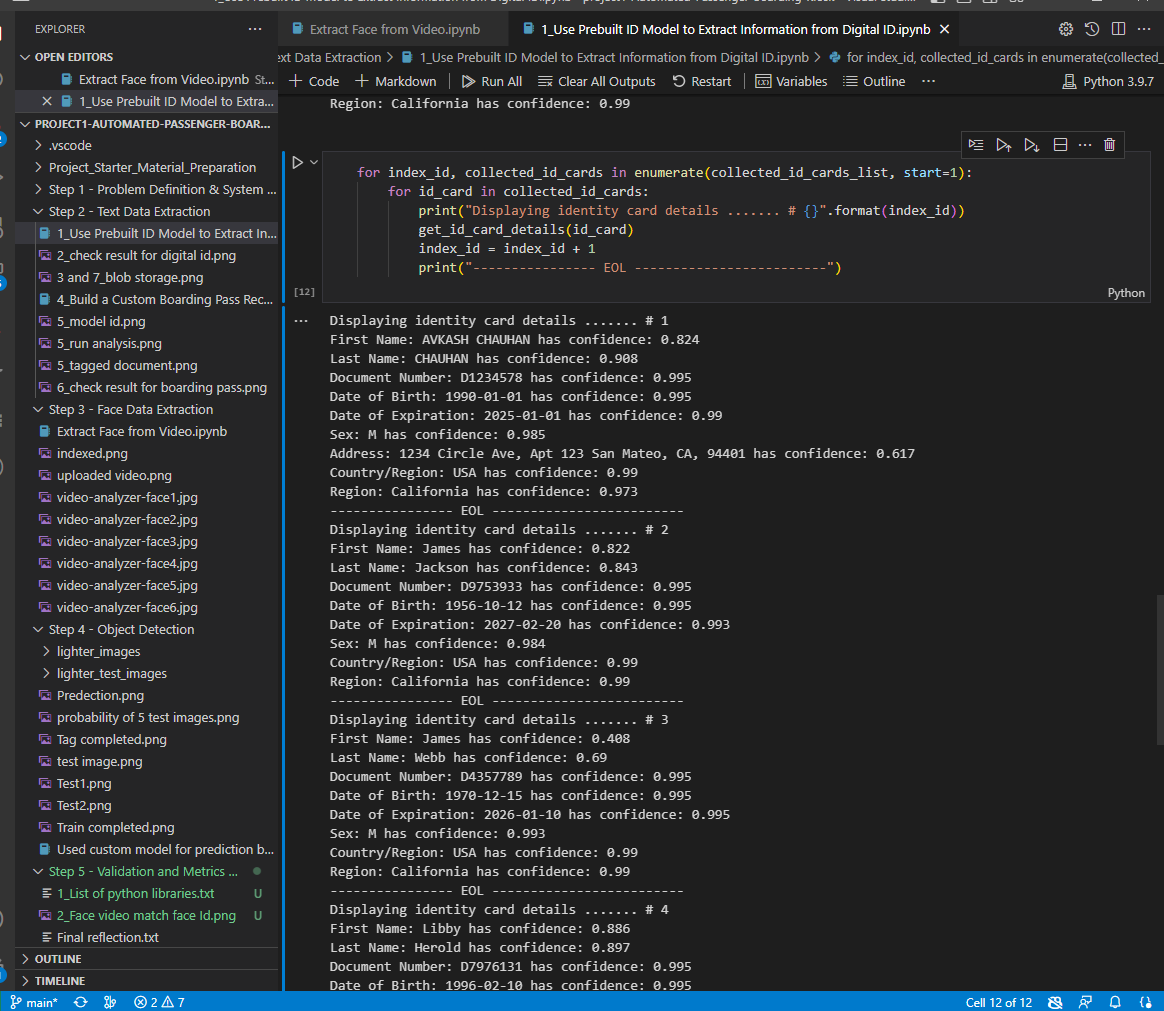 EXPLORER
OPEN EDITORS
Extract Face from Video.ipynb St...
1_Use Prebuilt ID Model to Extra...
PROJECT1-AUTOMATED-PASSENGER-BOAR...
.vscode
Project_Starter_Material_Preparation
Step 1 - Problem Definition & System ...
Step 2 - Text Data Extraction
1_Use Prebuilt ID Model to Extract In...
2_check result for digital id.png
3 and 7_blob storage.png
4_Build a Custom Boarding Pass Rec...
5_model id.png
5_run analysis.png
5_tagged document.png
6_check result for boarding pass.png
Step 3 - Face Data Extraction
Extract Face from Video.ipynb
indexed.png
uploaded video.png
video-analyzer-face1.jpg
video-analyzer-face2.jpg
video-analyzer-face3.jpg
video-analyzer-face4.jpg
video-analyzer-face5.jpg
video-analyzer-face6.jpg
Step 4 - Object Detection
lighter_images
lighter_test_images
Predection.png
probability of 5 test images.png
Tag completed.png
test image.png
Test1.png
Test2.png
Train completed.png
Used custom model for prediction b...
Step 5 - Validation and Metrics ...
1_List of python libraries.txt U
2_Face video match face Id.png U
Final reflection.txt
OUTLINE
TIMELINE
Extract Face from Video.ipynb
1_Use Prebuilt ID Model to Extract Information from Digital ID.ipynb
ext Data Extraction > 1_Use Prebuilt ID Model to Extract Information from Digital ID.ipynb > for index_id, collected_id_cards in enumerate(collected_
+ Code + Markdown Run All Clear All Outputs Restart Variables Outline ... Python 3.9.7
Region: California has confidence: 0.99
for index_id, collected_id_cards in enumerate(collected_id_cards_list, start=1):
for id_card in collected_id_cards:
print("Displaying identity card details ....... # {}".format(index_id))
get_id_card_details(id_card)
index_id = index_id + 1
print("---------------- EOL -------------------------")
[12]
Python
Displaying identity card details ....... # 1
First Name: AVKASH CHAUHAN has confidence: 0.824
Last Name: CHAUHAN has confidence: 0.908
Document Number: D1234578 has confidence: 0.995
Date of Birth: 1990-01-01 has confidence: 0.995
Date of Expiration: 2025-01-01 has confidence: 0.99
Sex: M has confidence: 0.985
Address: 1234 Circle Ave, Apt 123 San Mateo, CA, 94401 has confidence: 0.617
Country/Region: USA has confidence: 0.99
Region: California has confidence: 0.973
---------------- EOL -------------------------
Displaying identity card details ....... # 2
First Name: James has confidence: 0.822
Last Name: Jackson has confidence: 0.843
Document Number: D9753933 has confidence: 0.995
Date of Birth: 1956-10-12 has confidence: 0.995
Date of Expiration: 2027-02-20 has confidence: 0.993
Sex: M has confidence: 0.984
Country/Region: USA has confidence: 0.99
Region: California has confidence: 0.99
---------------- EOL -------------------------
Displaying identity card details ....... # 3
First Name: James has confidence: 0.408
Last Name: Webb has confidence: 0.69
Document Number: D4357789 has confidence: 0.995
Date of Birth: 1970-12-15 has confidence: 0.995
Date of Expiration: 2026-01-10 has confidence: 0.995
Sex: M has confidence: 0.993
Country/Region: USA has confidence: 0.99
Region: California has confidence: 0.99
---------------- EOL -------------------------
Displaying identity card details ....... # 4
First Name: Libby has confidence: 0.886
Last Name: Herold has confidence: 0.897
Document Number: D7976131 has confidence: 0.995
Date of Birth: 1996-02-10 has confidence: 0.995
main* 2 7 Cell 12 of 12